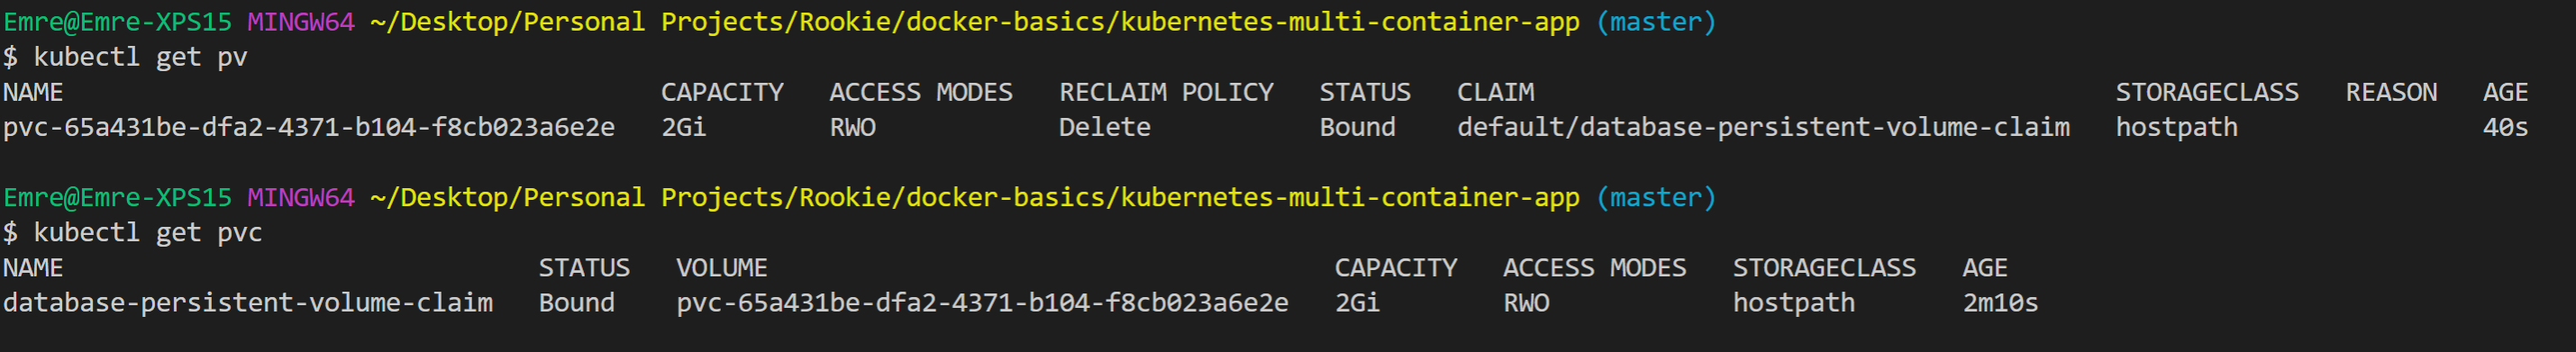 Emre@Emre-XPS15 MINGW64 ~/Desktop/Personal Projects/Rookie/docker-basics/kubernetes-multi-container-app (master)
$ kubectl get pv
NAME CAPACITY ACCESS MODES RECLAIM POLICY STATUS CLAIM STORAGECLASS REASON AGE
pvc-65a431be-dfa2-4371-b104-f8cb023a6e2e 2Gi RWO Delete Bound default/database-persistent-volume-claim hostpath 40s
Emre@Emre-XPS15 MINGW64 ~/Desktop/Personal Projects/Rookie/docker-basics/kubernetes-multi-container-app (master)
$ kubectl get pvc
NAME STATUS VOLUME CAPACITY ACCESS MODES STORAGECLASS AGE
database-persistent-volume-claim Bound pvc-65a431be-dfa2-4371-b104-f8cb023a6e2e 2Gi RWO hostpath 2m10s